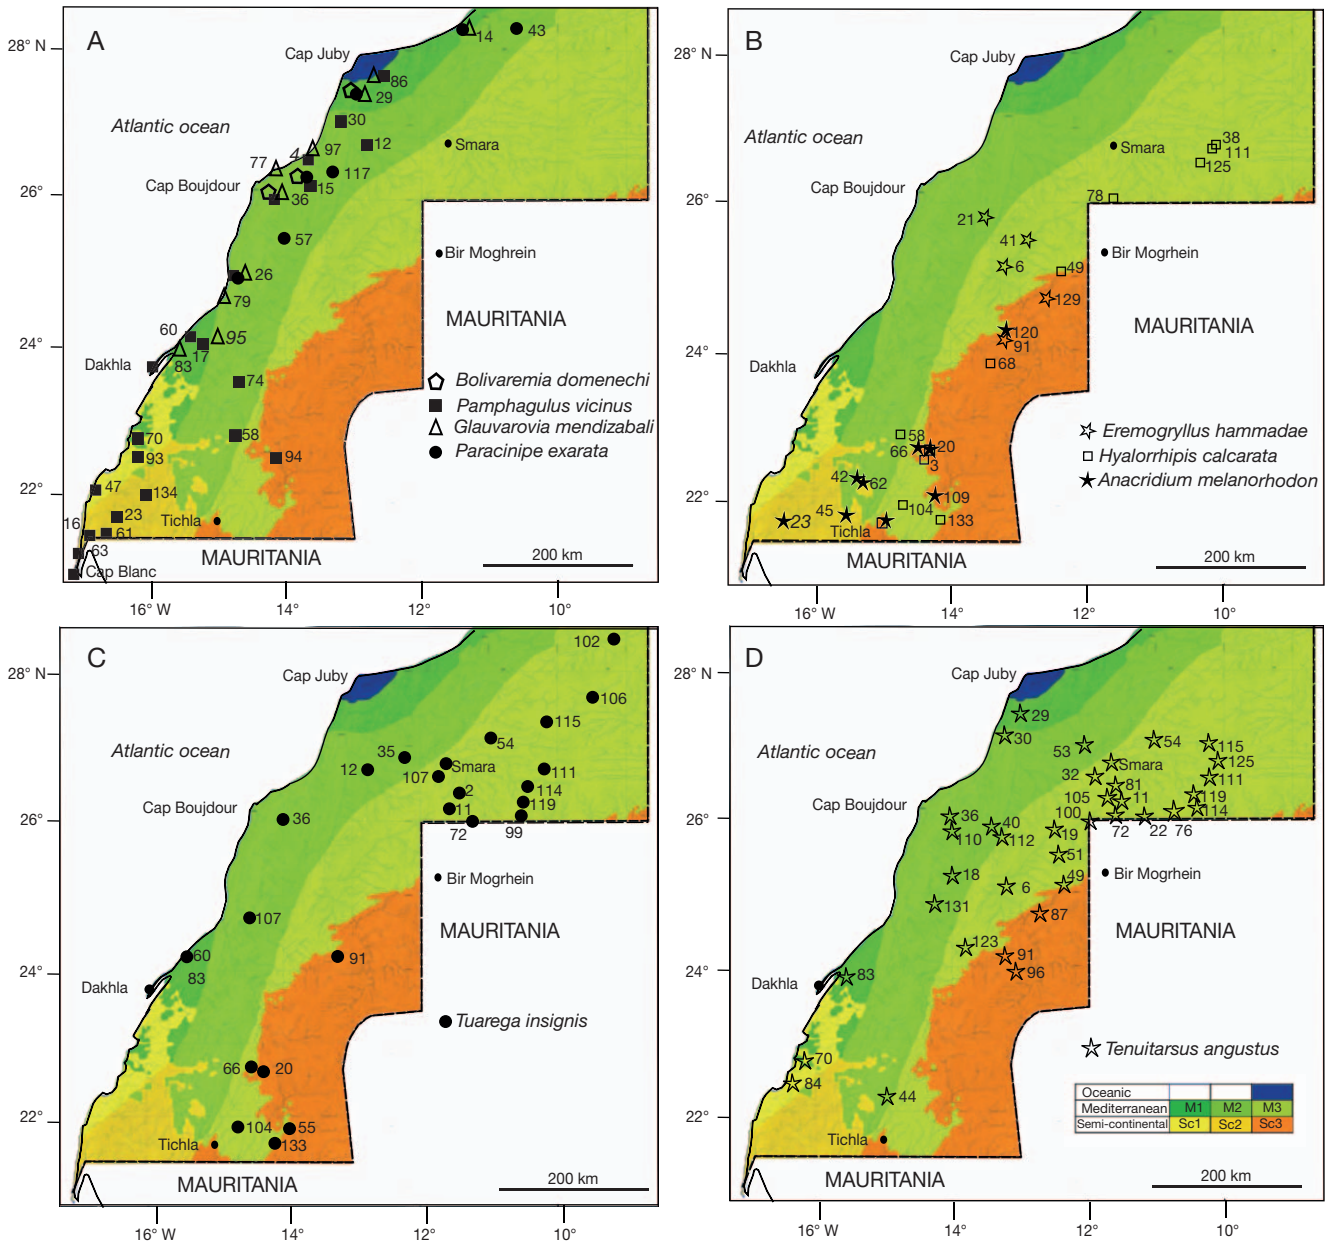 A
28° N
Cap Juby
14
43
86
29
Atlantic ocean
30
12
Smara
4
97
77
117
Cap Boujdour
15
26°
36
57
Bir Moghrein
26
79
MAURITANIA
60
95
24°
17
Dakhla
83
74
Bolivaremia domenechi
Pamphagulus vicinus
Glauvarovia mendizabali
Paracinipe exarata
70
58
93
94
47
134
22°
23
Tichla
16
61
63
MAURITANIA
200 km
Cap Blanc
16° W
14°
12°
10°
B
28° N
Cap Juby
Atlantic ocean
Smara
38
111
125
Cap Boujdour
78
26°
21
41
Bir Mogrhein
6
49
129
MAURITANIA
120
91
24°
68
Dakhla
58
Eremogryllus hammadae
66
20
Hyalorrhipis calcarata
3
42
62
Anacridium melanorhodon
22°
109
45
104
23
133
Tichla
MAURITANIA
200 km
16° W
14°
12°
10°
C
102
28° N
Cap Juby
106
115
Atlantic ocean
54
35
12
Smara
111
107
2
114
11
119
Cap Boujdour
36
72
99
26°
Bir Mogrhein
107
MAURITANIA
60
91
83
24°
Dakhla
Tuarega insignis
66
20
104
55
22°
Tichla
133
MAURITANIA
200 km
16° W
14°
12°
10°
D
28° N
Cap Juby
29
30
53
54
115
Atlantic ocean
Smara
125
32
81
111
105
11
119
Cap Boujdour
36
40
100
114
26°
110
112
19
72
22
76
51
18
6
49
Bir Mogrhein
131
87
123
91
MAURITANIA
96
24°
83
Dakhla
Tenuitarsus angustus
70
84
44
Oceanic
Mediterranean M1 M2 M3
Semi-continental Sc1 Sc2 Sc3
22°
Tichla
MAURITANIA
200 km
16° W
14°
12°
10°